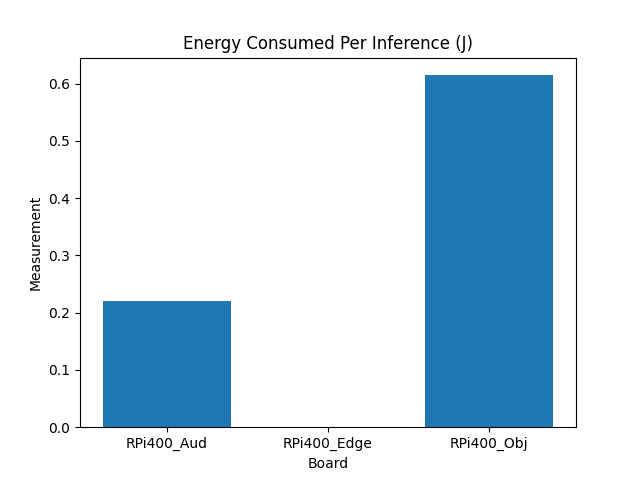 Energy Consumed Per Inference (J)
Measurement
0.6
0.5
0.4
0.3
0.2
0.1
0.0
RPi400_Aud RPi400_Edge RPi400_Obj
Board